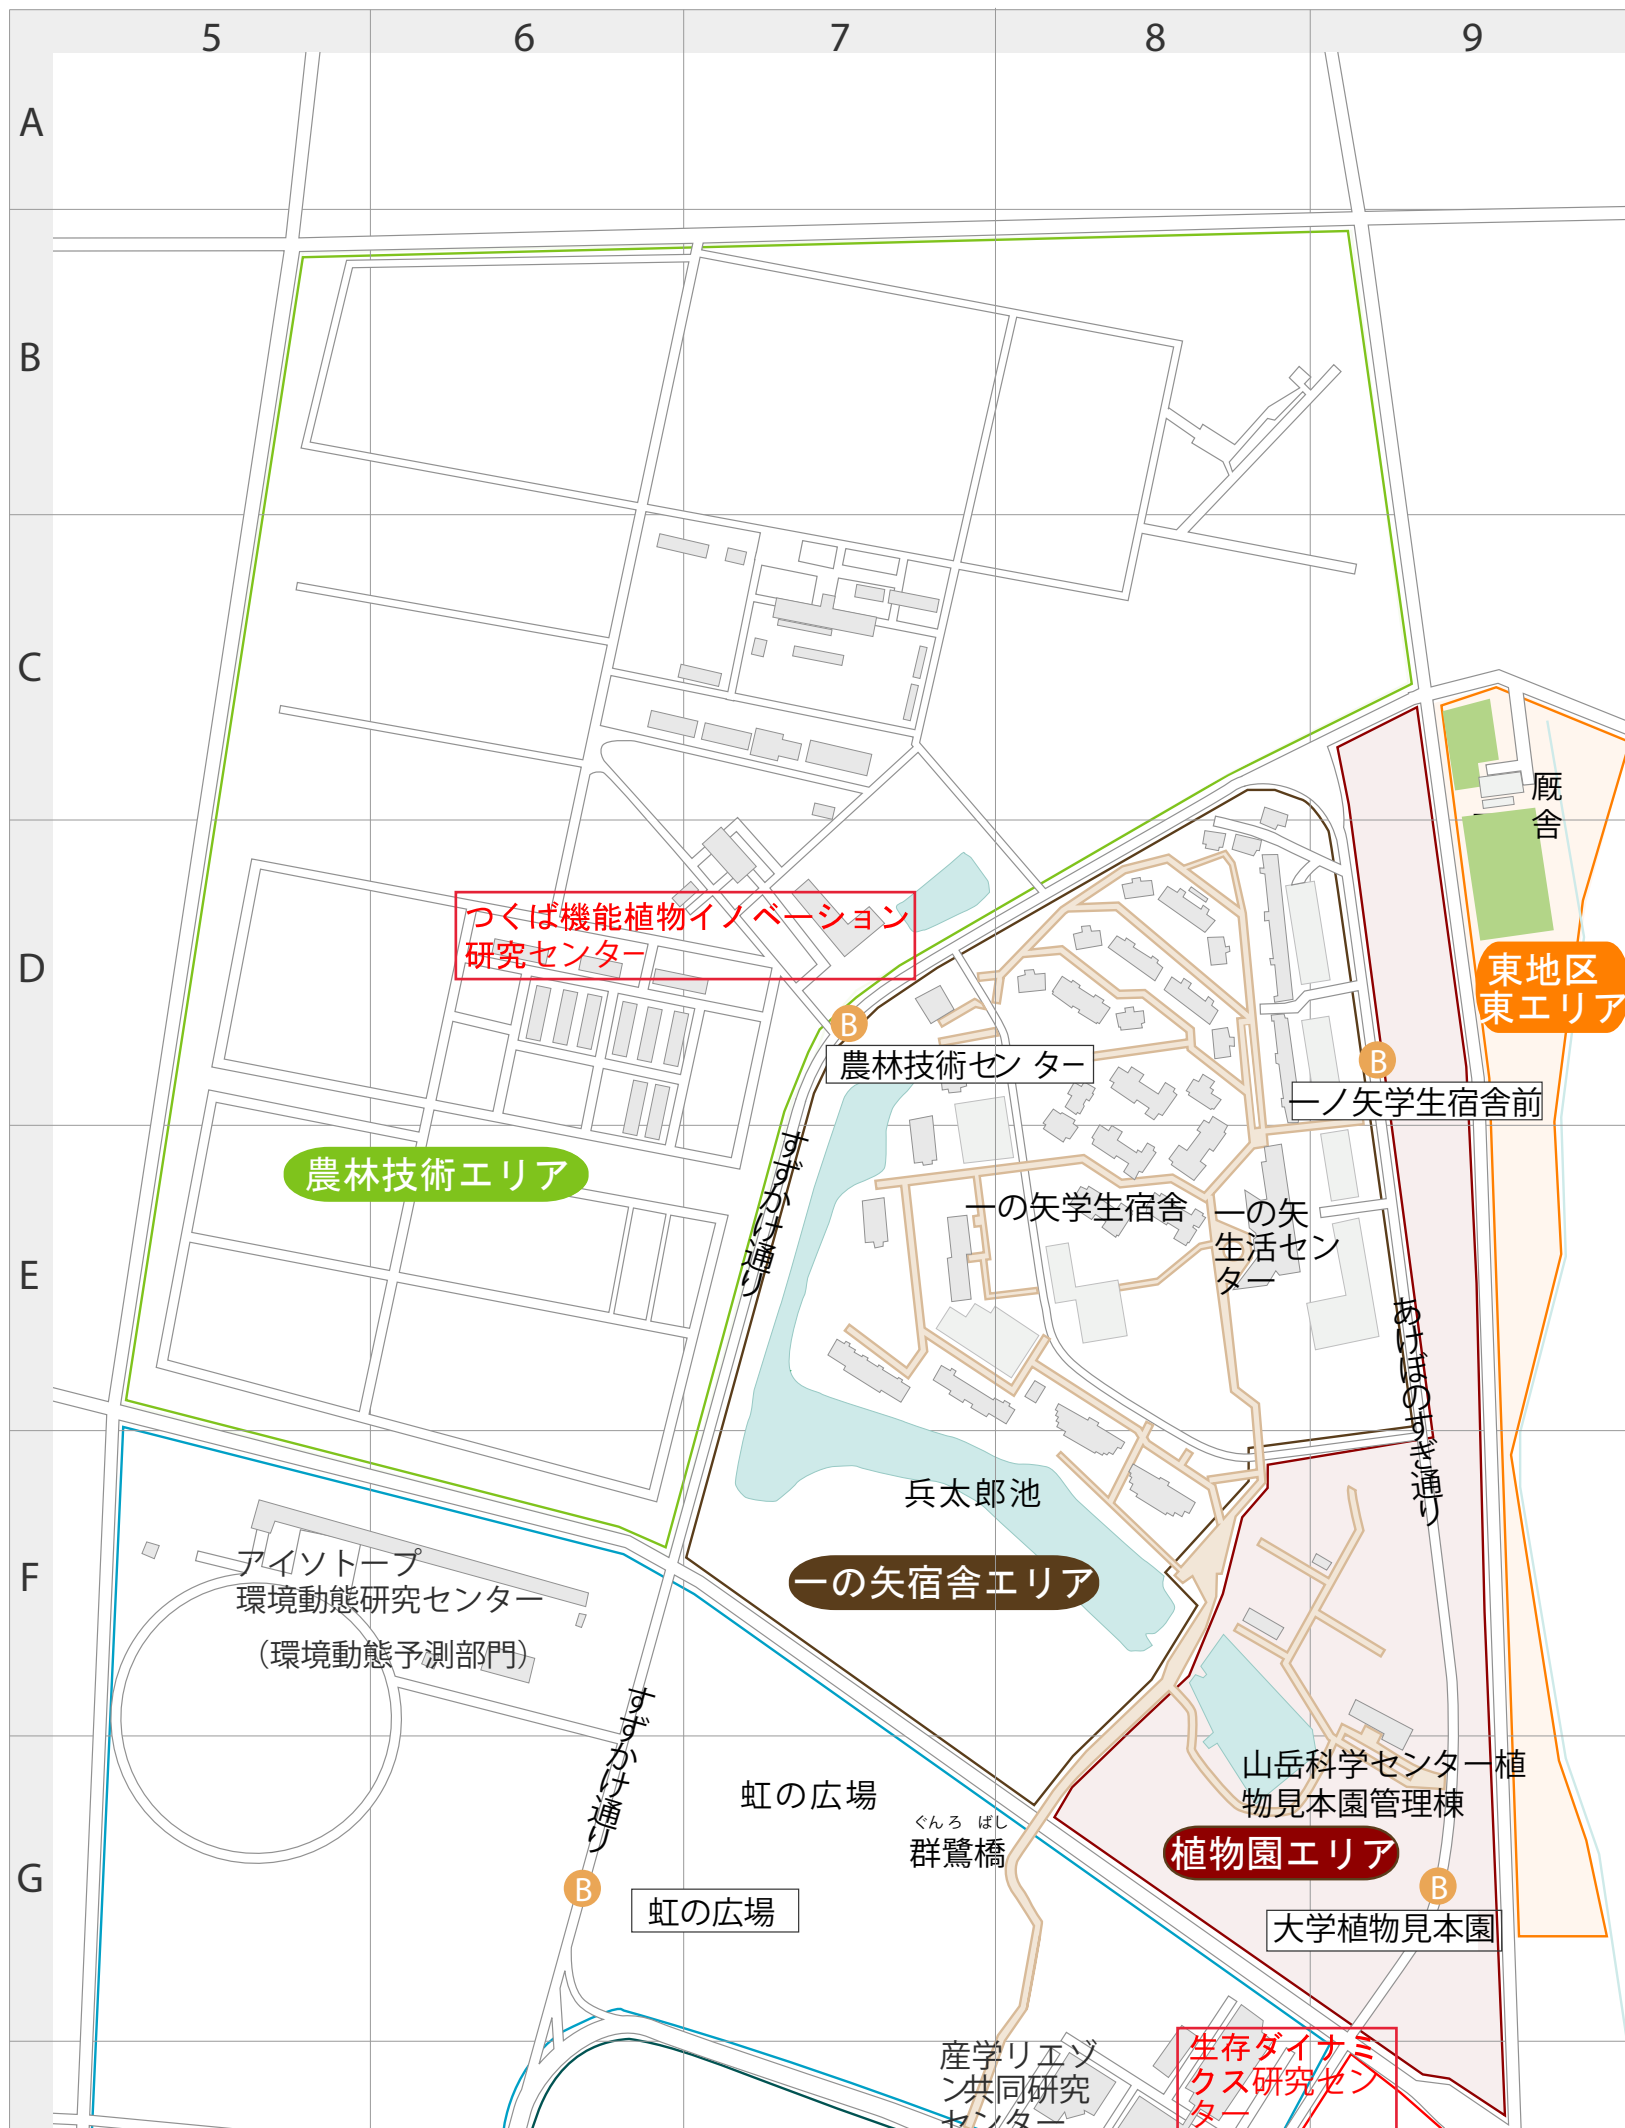 5 6 7 8 9
A
B
C
D
E
F
G
厩
舎
つくば機能植物イノベーション
研究センター
東地区
東エリア
B
農林技術センター
B
一ノ矢学生宿舎前
農林技術エリア
すずかけ通り
一の矢学生宿舎
一の矢
生活セン
ター
あけぼのすぎ通り
兵太郎池
アイソトープ
環境動態研究センター
（環境動態予測部門）
一の矢宿舎エリア
すずかけ通り
虹の広場
ぐんろ ばし
群鷺橋
山岳科学センター植
物見本園管理棟
植物園エリア
B
虹の広場
B
大学植物見本園
産学リエゾ
ン共同研究
センター
生存ダイナミ
クス研究セン
ター